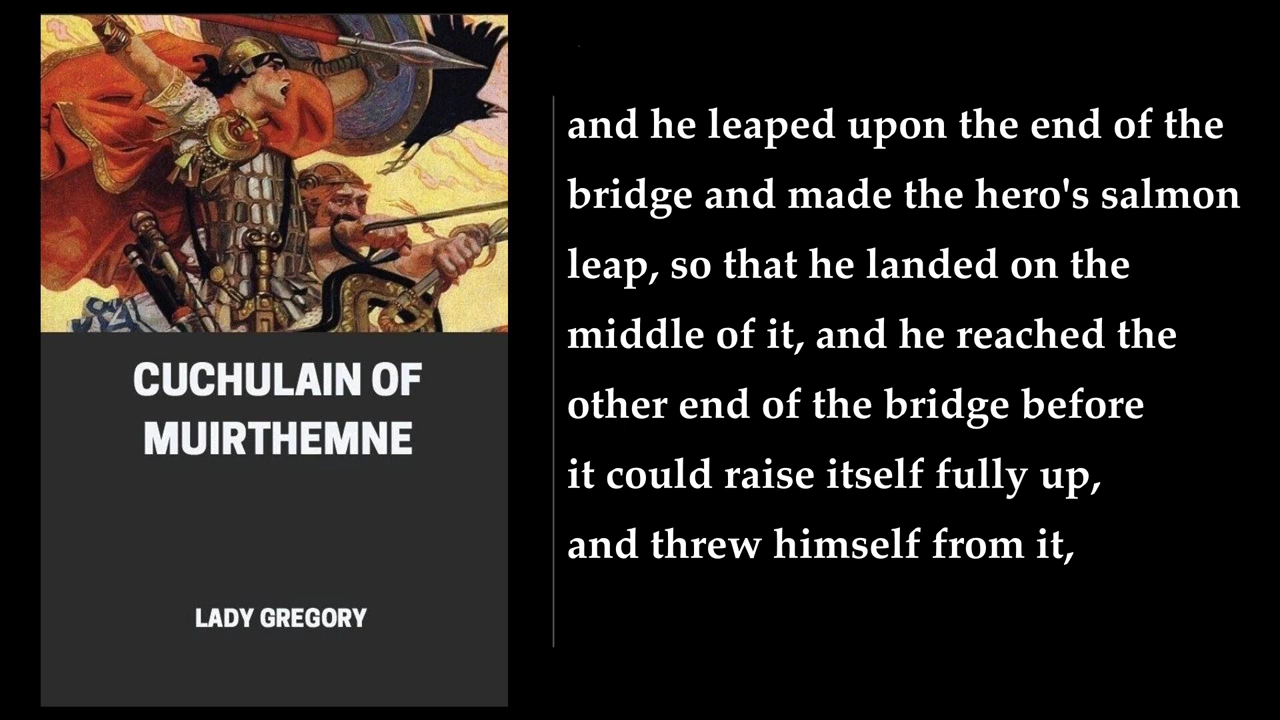 CUCHULAIN OF
MUIRTHEMNE
LADY GREGORY
and he leaped upon the end of the
bridge and made the hero's salmon
leap, so that he landed on the
middle of it, and he reached the
other end of the bridge before
it could raise itself fully up,
and threw himself from it,